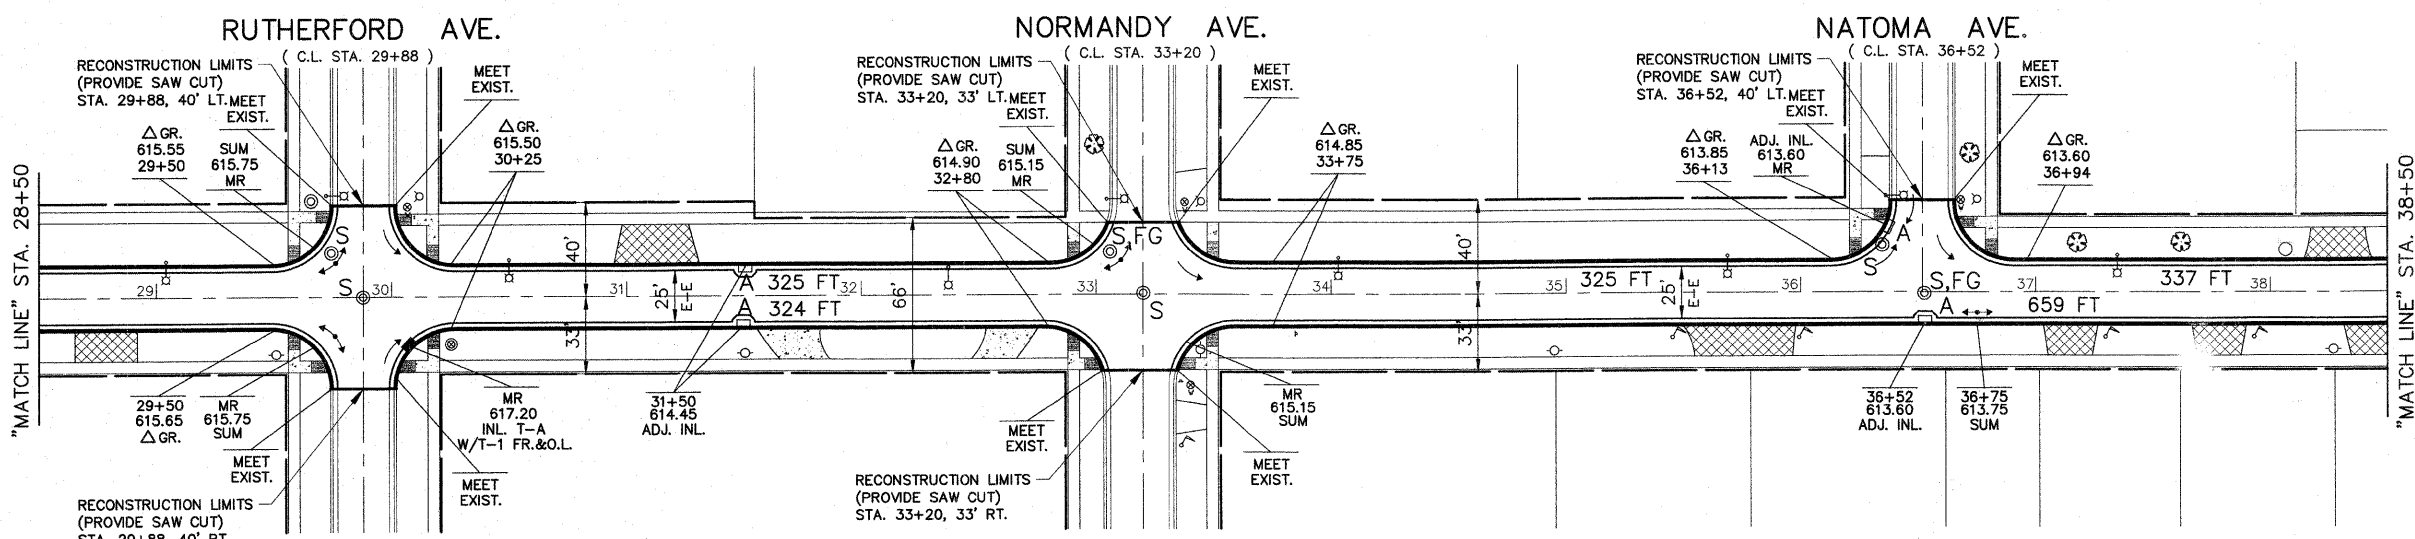 RUTHERFORD AVE.
( C.L. STA. 29+88 )
NORMANDY AVE.
( C.L. STA. 33+20 )
NATOMA AVE.
( C.L. STA. 36+52 )
RECONSTRUCTION LIMITS
(PROVIDE SAW CUT)
STA. 29+88, 40' LT.
MEET
EXIST.
MEET
EXIST.
△ GR.
615.55
29+50
SUM
615.75
MR
△ GR.
615.50
30+25
RECONSTRUCTION LIMITS
(PROVIDE SAW CUT)
STA. 33+20, 33' LT.
MEET
EXIST.
MEET
EXIST.
△ GR.
614.90
32+80
SUM
615.15
MR
△ GR.
614.85
33+75
RECONSTRUCTION LIMITS
(PROVIDE SAW CUT)
STA. 36+52, 40' LT.
MEET
EXIST.
MEET
EXIST.
△ GR.
613.85
36+13
ADJ. INL.
613.60
MR
△ GR.
613.60
36+94
"MATCH LINE" STA. 28+50
"MATCH LINE" STA. 38+50
S
S,FG
A
S
40'
40'
29
S
30
31
A
325 FT
32
33
34
35
325 FT
36
S,FG
37
337 FT
38
25'
E-E
66'
25'
E-E
A
324 FT
S
A
659 FT
33'
33'
29+50
615.65
△ GR.
MR
615.75
SUM
MEET
EXIST.
MR
617.20
INL. T-A
W/T-1 FR.&O.L.
MEET
EXIST.
31+50
614.45
ADJ. INL.
MEET
EXIST.
MR
615.15
SUM
MEET
EXIST.
36+52
613.60
ADJ. INL.
36+75
613.75
SUM
RECONSTRUCTION LIMITS
(PROVIDE SAW CUT)
STA. 29+88, 40' RT.
RECONSTRUCTION LIMITS
(PROVIDE SAW CUT)
STA. 33+20, 33' RT.